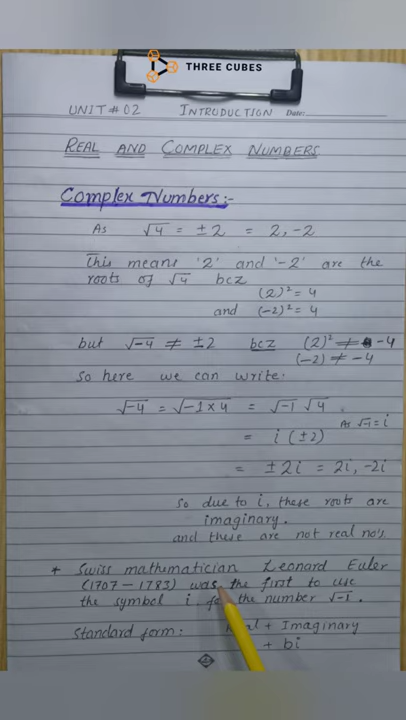 THREE CUBES
UNIT # 02 INTRODUCTION Date:
REAL AND COMPLEX NUMBERS
Complex Numbers:-
As √4 = ±2 = 2, -2
This means '2' and '-2' are the
roots of √4 bcz
(2)² = 4
and (-2)² = 4
but √-4 ≠ ±2 bcz (2)² ≠ -4
(-2) ≠ -4
So here we can write.
√-4 = √-1×4 = √-1 √4
As √-1 = i
= i (±2)
= ±2i = 2i, -2i
So due to i, these roots are
imaginary.
and these are not real no's.
* Swiss mathematician Leonard Euler
(1707 - 1783) was the first to use
the symbol i the number √-1.
Standard form: + Imaginary
+ bi